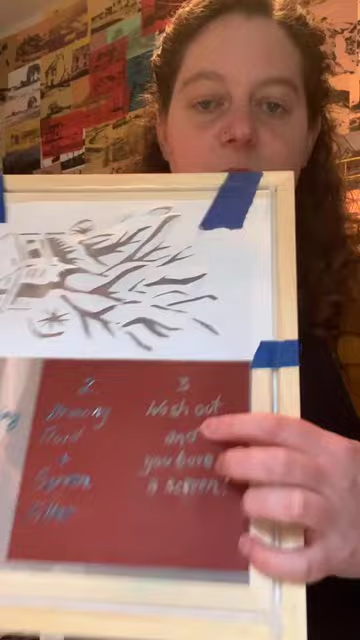 2
Drawing
Fluid
+
Screen
Filler
3
Wash out
and
you have
a screen!